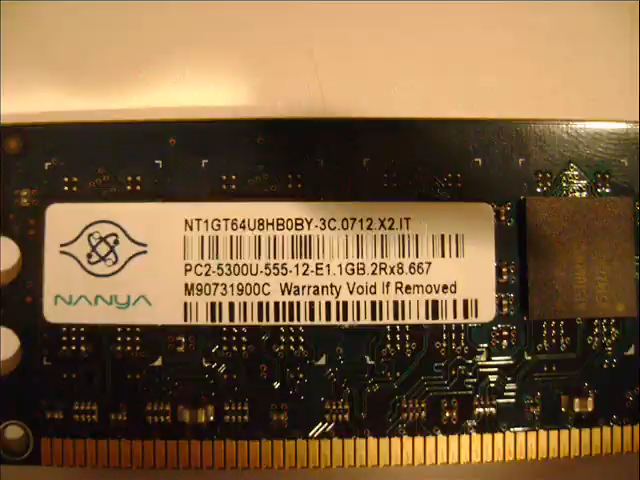 NT1GT64U8HB0BY-3C.0712.X2.IT
PC2-5300U-555-12-E1.1GB.2Rx8.667
M90731900C Warranty Void If Removed
NANYA